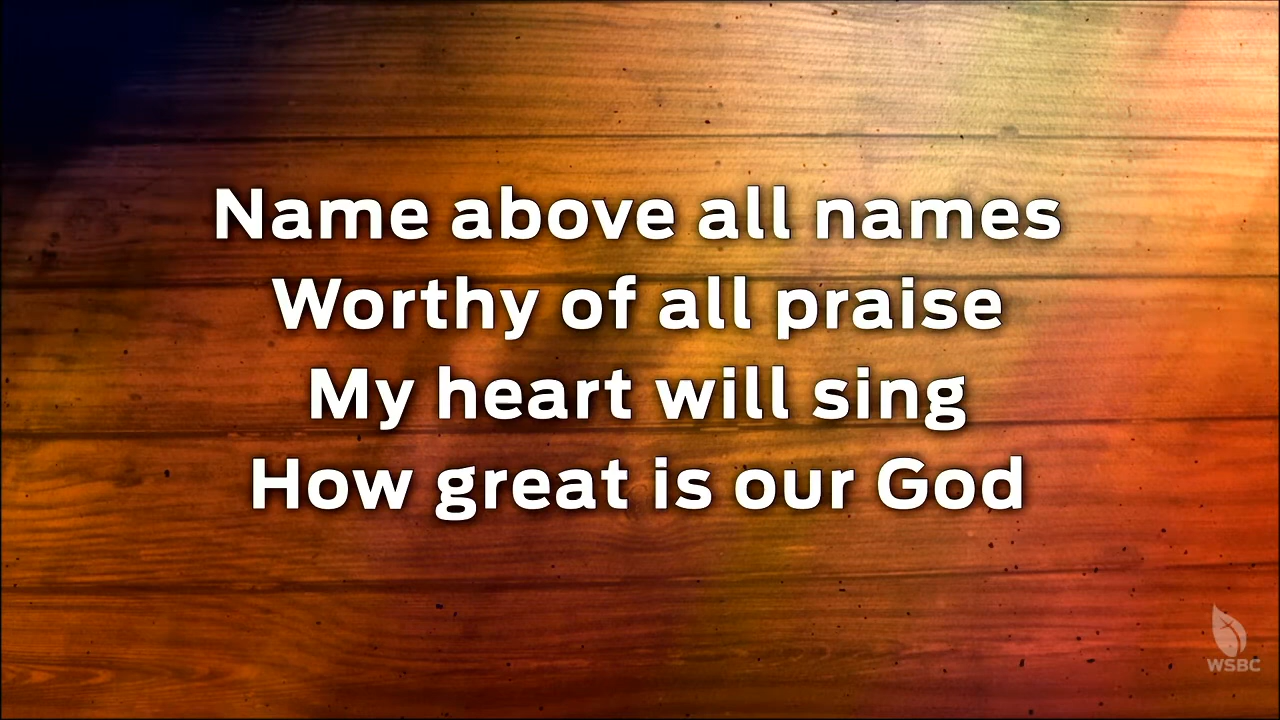 Name above all names
Worthy of all praise
My heart will sing
How great is our God
WSBC